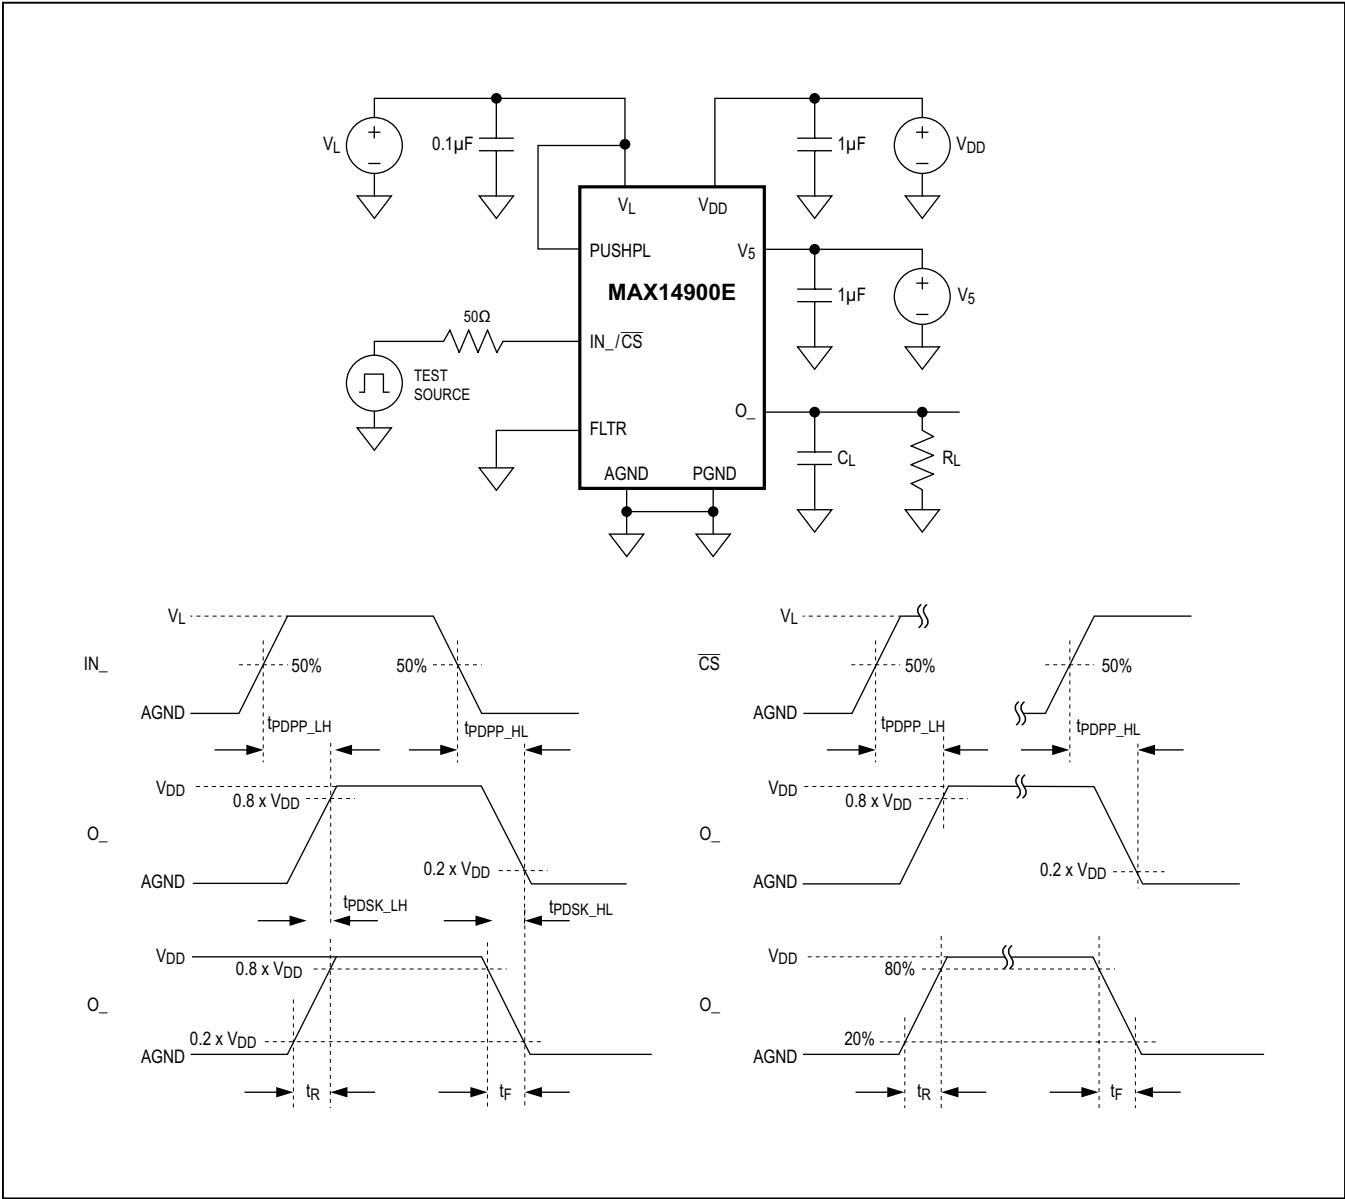 VL
+
−
0.1µF
1µF
+
−
VDD
VL
VDD
PUSHPL
V5
MAX14900E
1µF
+
−
V5
50Ω
IN_/C̅S̅
TEST
SOURCE
O_
FLTR
CL
RL
AGND
PGND
VL
IN_
50%
50%
AGND
tPDPP_LH
tPDPP_HL
VDD
0.8 x VDD
O_
0.2 x VDD
AGND
tPDSK_LH
tPDSK_HL
VDD
0.8 x VDD
O_
0.2 x VDD
AGND
tR
tF
VL
C̅S̅
50%
50%
AGND
tPDPP_LH
tPDPP_HL
VDD
0.8 x VDD
O_
0.2 x VDD
AGND
VDD
80%
O_
20%
AGND
tR
tF